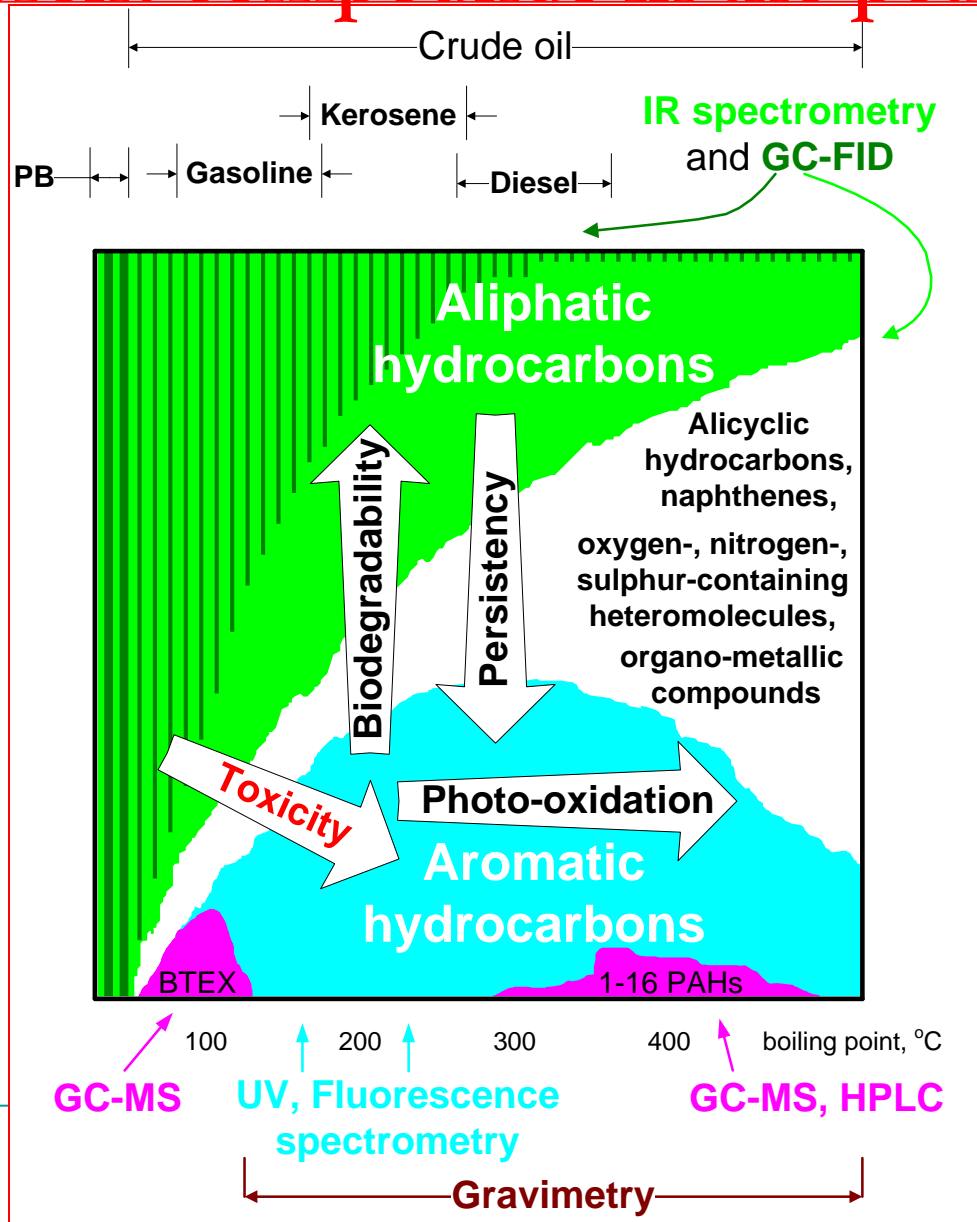 Crude oil
Kerosene
IR spectrometry
and GC-FID
PB
Gasoline
Diesel
Aliphatic
hydrocarbons
Alicyclic
hydrocarbons,
naphthenes,
oxygen-, nitrogen-,
sulphur-containing
heteromolecules,
organo-metallic
compounds
Biodegradability
Persistency
Toxicity
Photo-oxidation
Aromatic
hydrocarbons
BTEX
1-16 PAHs
100
200
300
400
boiling point, °C
GC-MS
UV, Fluorescence
spectrometry
GC-MS, HPLC
Gravimetry